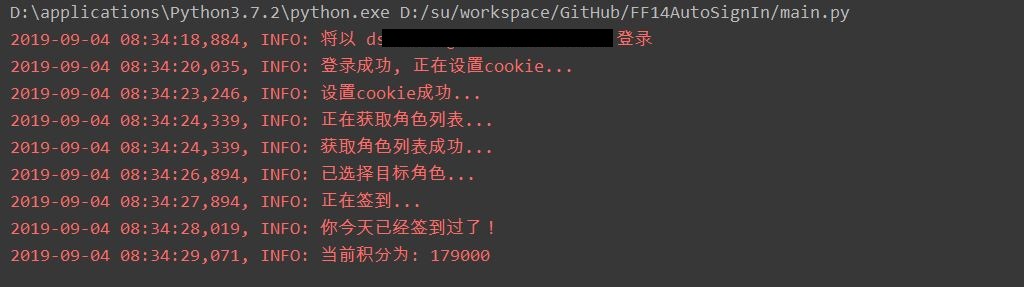 D:\applications\Python3.7.2\python.exe D:/su/workspace/GitHub/FF14AutoSignIn/main.py
2019-09-04 08:34:18,884, INFO: 将以 ds 登录
2019-09-04 08:34:20,035, INFO: 登录成功, 正在设置cookie...
2019-09-04 08:34:23,246, INFO: 设置cookie成功...
2019-09-04 08:34:24,339, INFO: 正在获取角色列表...
2019-09-04 08:34:24,339, INFO: 获取角色列表成功...
2019-09-04 08:34:26,894, INFO: 已选择目标角色...
2019-09-04 08:34:27,894, INFO: 正在签到...
2019-09-04 08:34:28,019, INFO: 你今天已经签到过了！
2019-09-04 08:34:29,071, INFO: 当前积分为: 179000